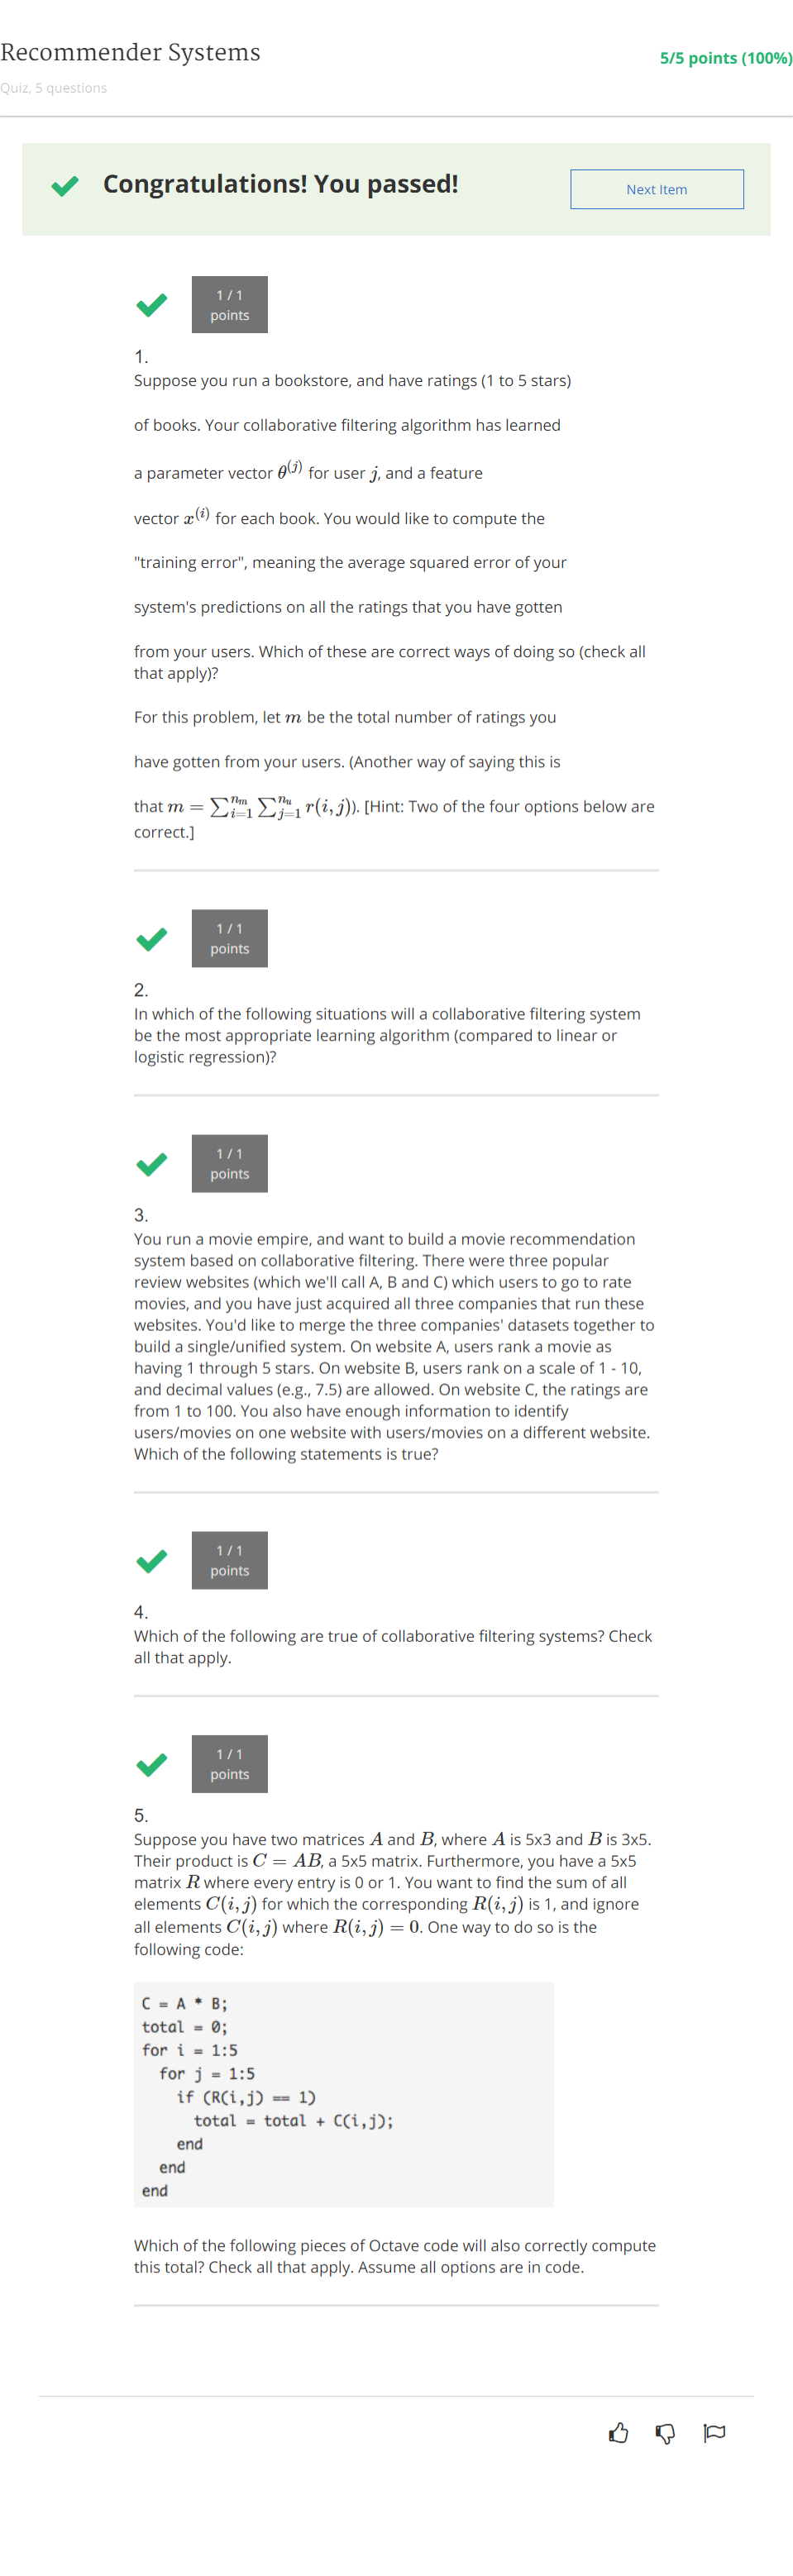 Recommender Systems
5/5 points (100%)
Quiz, 5 questions
Congratulations! You passed!
Next Item
1 / 1
points
1.
Suppose you run a bookstore, and have ratings (1 to 5 stars)
of books. Your collaborative filtering algorithm has learned
a parameter vector θ^(j) for user j, and a feature
vector x^(i) for each book. You would like to compute the
"training error", meaning the average squared error of your
system's predictions on all the ratings that you have gotten
from your users. Which of these are correct ways of doing so (check all
that apply)?
For this problem, let m be the total number of ratings you
have gotten from your users. (Another way of saying this is
that m = ∑_{i=1}^{n_m} ∑_{j=1}^{n_u} r(i, j)). [Hint: Two of the four options below are
correct.]
1 / 1
points
2.
In which of the following situations will a collaborative filtering system
be the most appropriate learning algorithm (compared to linear or
logistic regression)?
1 / 1
points
3.
You run a movie empire, and want to build a movie recommendation
system based on collaborative filtering. There were three popular
review websites (which we'll call A, B and C) which users to go to rate
movies, and you have just acquired all three companies that run these
websites. You'd like to merge the three companies' datasets together to
build a single/unified system. On website A, users rank a movie as
having 1 through 5 stars. On website B, users rank on a scale of 1 - 10,
and decimal values (e.g., 7.5) are allowed. On website C, the ratings are
from 1 to 100. You also have enough information to identify
users/movies on one website with users/movies on a different website.
Which of the following statements is true?
1 / 1
points
4.
Which of the following are true of collaborative filtering systems? Check
all that apply.
1 / 1
points
5.
Suppose you have two matrices A and B, where A is 5x3 and B is 3x5.
Their product is C = AB, a 5x5 matrix. Furthermore, you have a 5x5
matrix R where every entry is 0 or 1. You want to find the sum of all
elements C(i, j) for which the corresponding R(i, j) is 1, and ignore
all elements C(i, j) where R(i, j) = 0. One way to do so is the
following code:
C = A * B;
total = 0;
for i = 1:5
  for j = 1:5
    if (R(i,j) == 1)
      total = total + C(i,j);
    end
  end
end
Which of the following pieces of Octave code will also correctly compute
this total? Check all that apply. Assume all options are in code.